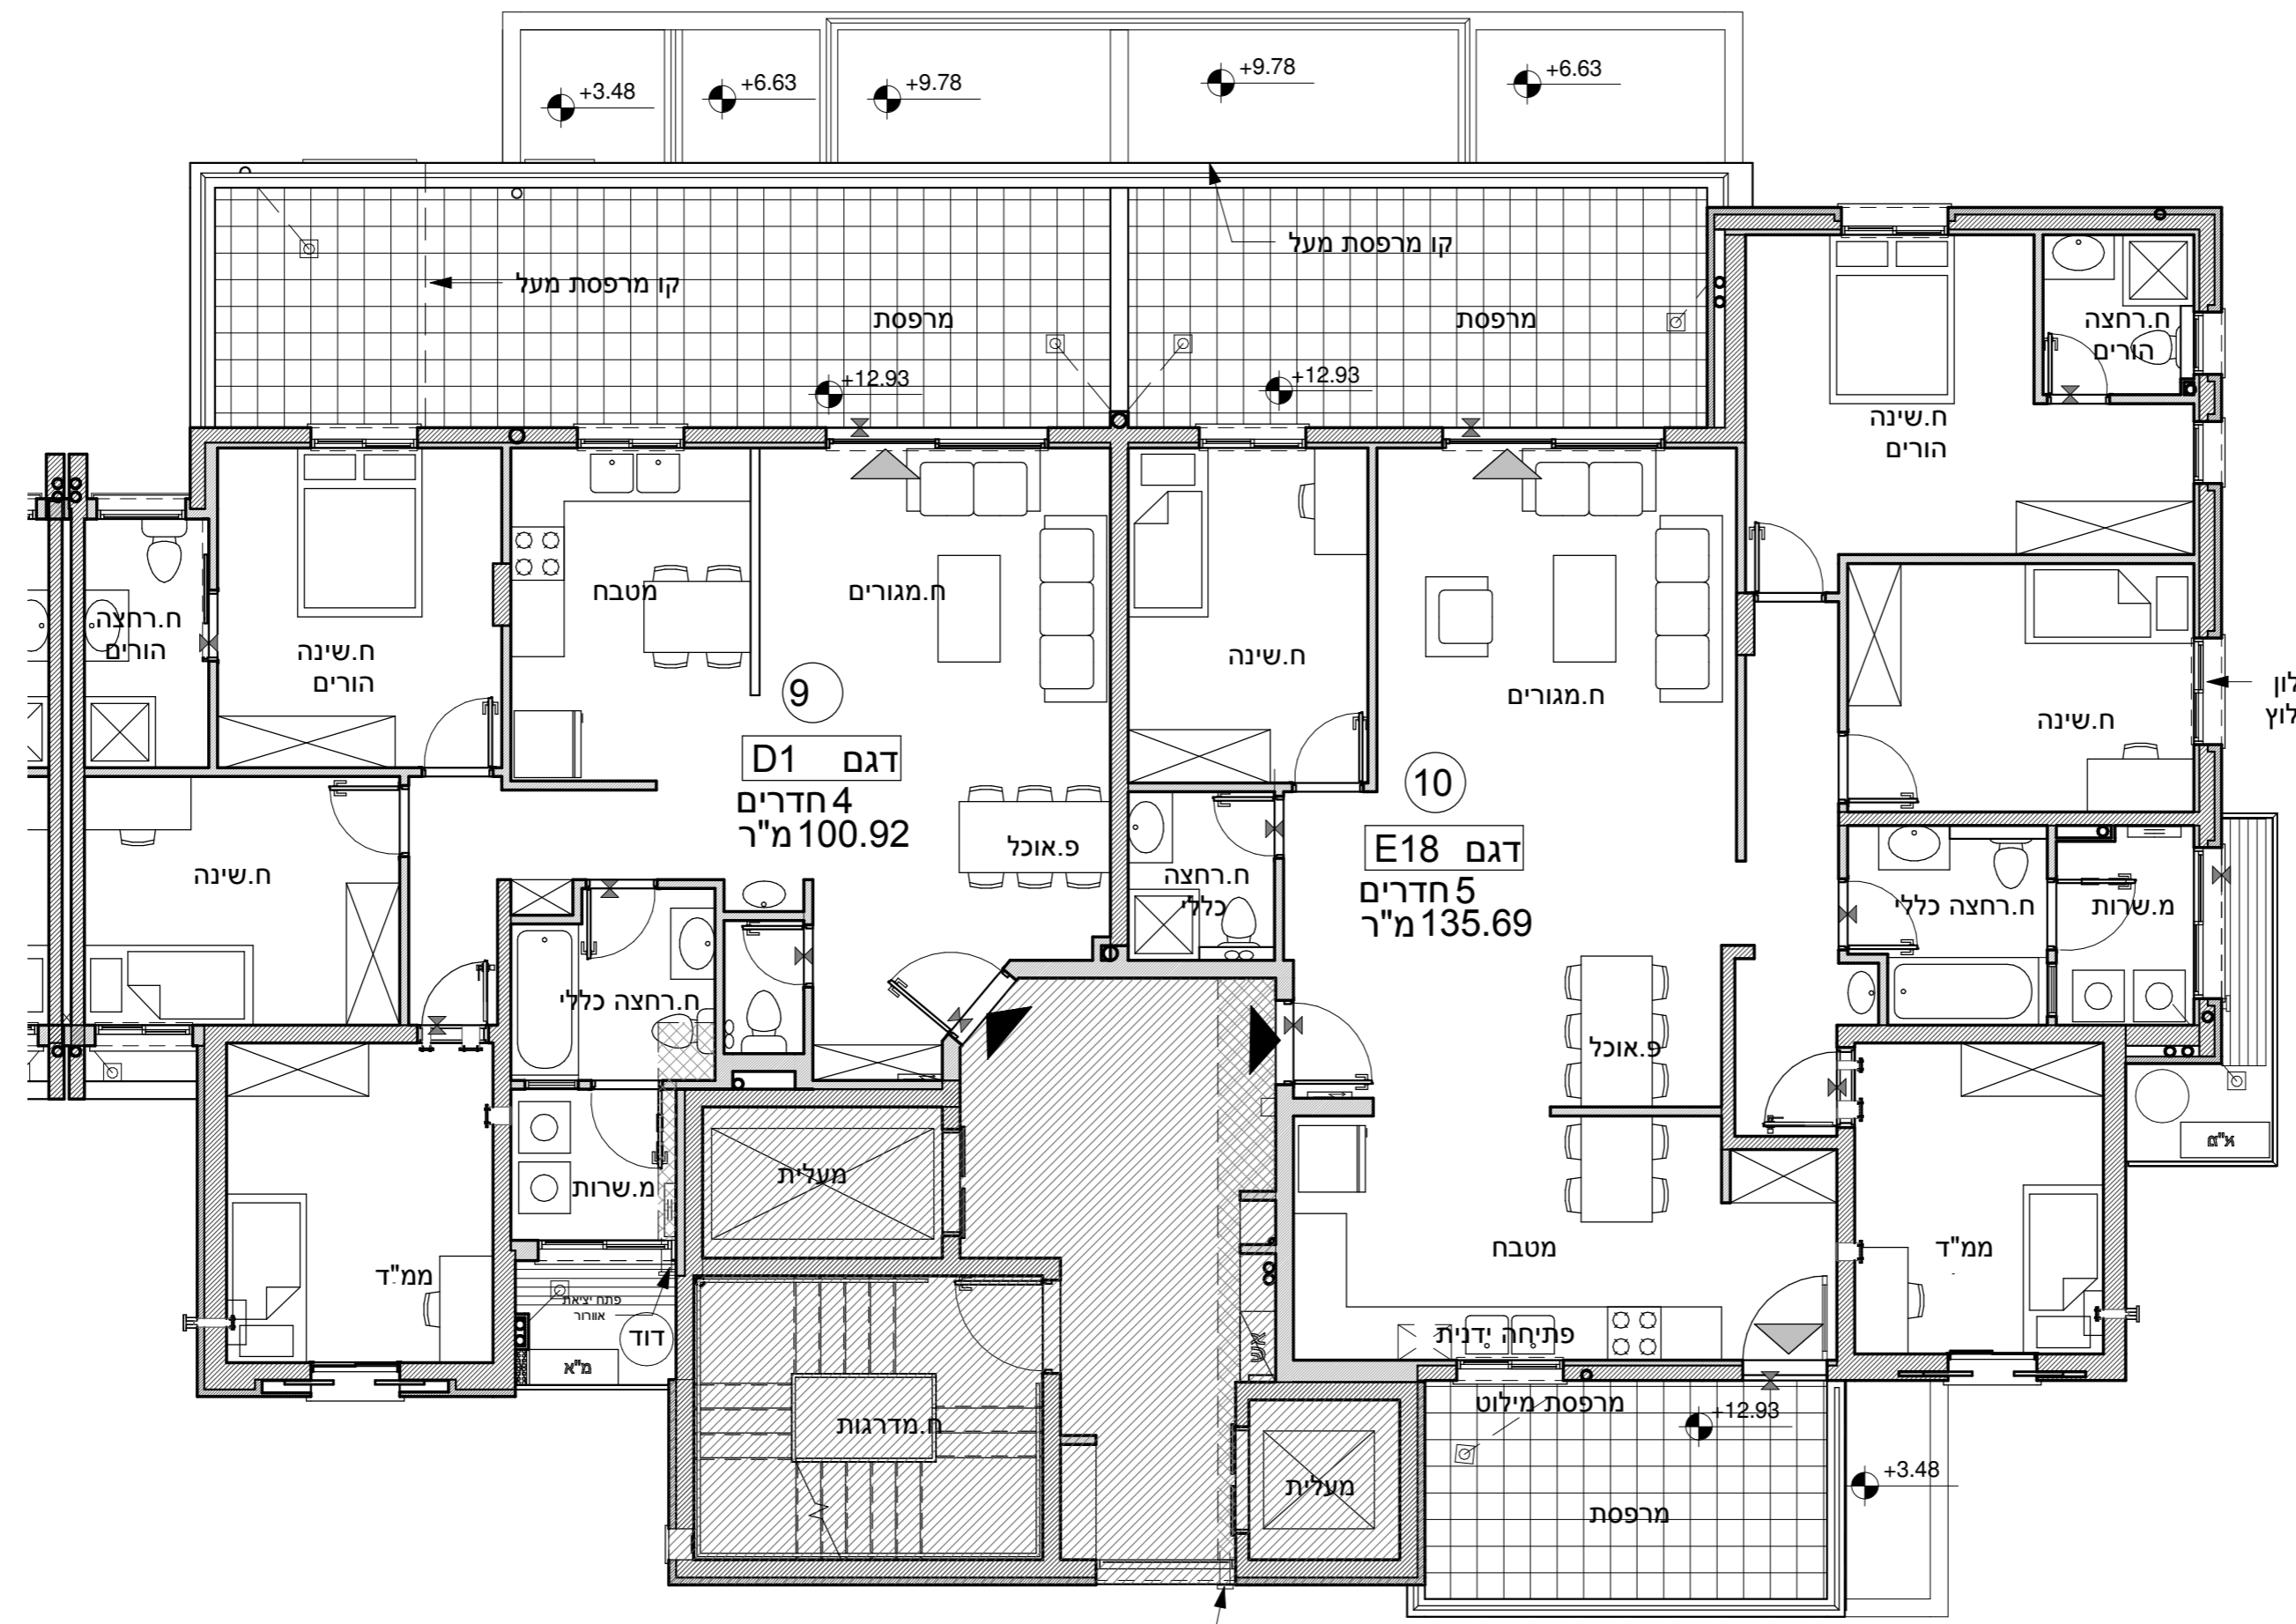 +3.48
+6.63
+9.78
+9.78
+6.63
קו מרפסת מעל
קו מרפסת מעל
מרפסת
מרפסת
+12.93
+12.93
ח.רחצה
הורים
ח.שינה
הורים
ח.רחצה
הורים
ח.שינה
הורים
מטבח
ח.מגורים
ח.שינה
ח.מגורים
ח.שינה
9
דגם D1
4 חדרים
100.92 מ"ר
10
דגם E18
5 חדרים
135.69 מ"ר
פ.אוכל
ח.שינה
ח.רחצה
כללי
ח.רחצה כללי
מ.שרות
ח.רחצה כללי
פ.אוכל
מעלית
מ.שרות
ממ"ד
מטבח
ממ"ד
פתח יציאת
אוורור
דוד
מ"א
אש
פתיחה ידנית
מרפסת מילוט
+12.93
ח.מדרגות
מעלית
מרפסת
+3.48